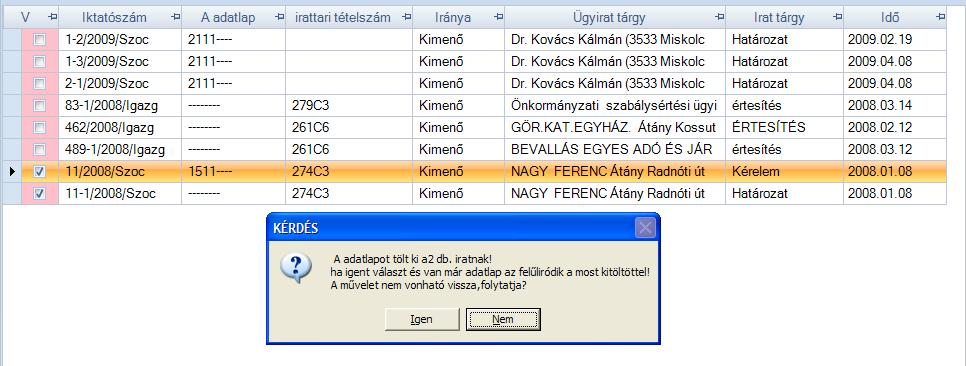 V Iktatószám A adatlap irattari tételszám Iránya Ügyirat tárgy Irat tárgy Idő
1-2/2009/Szoc 2111---- Kimenő Dr. Kovács Kálmán (3533 Miskolc Határozat 2009.02.19
1-3/2009/Szoc 2111---- Kimenő Dr. Kovács Kálmán (3533 Miskolc Határozat 2009.04.08
2-1/2009/Szoc 2111---- Kimenő Dr. Kovács Kálmán (3533 Miskolc Határozat 2009.04.08
83-1/2008/Igazg -------- 279C3 Kimenő Önkormányzati szabálysértési ügyi értesítés 2008.03.14
462/2008/Igazg -------- 261C6 Kimenő GÖR.KAT.EGYHÁZ. Átány Kossut ÉRTESÍTÉS 2008.02.12
489-1/2008/Igazg -------- 261C6 Kimenő BEVALLÁS EGYES ADÓ ÉS JÁR értesítés 2008.03.12
11/2008/Szoc 1511---- 274C3 Kimenő NAGY FERENC Átány Radnóti út Kérelem 2008.01.08
11-1/2008/Szoc -------- 274C3 Kimenő NAGY FERENC Átány Radnóti út Határozat 2008.01.08
KÉRDÉS
A adatlapot tölt ki a2 db. iratnak!
ha igent választ és van már adatlap az felűliródik a most kitöltöttel!
A művelet nem vonható vissza,folytatja?
Igen
Nem